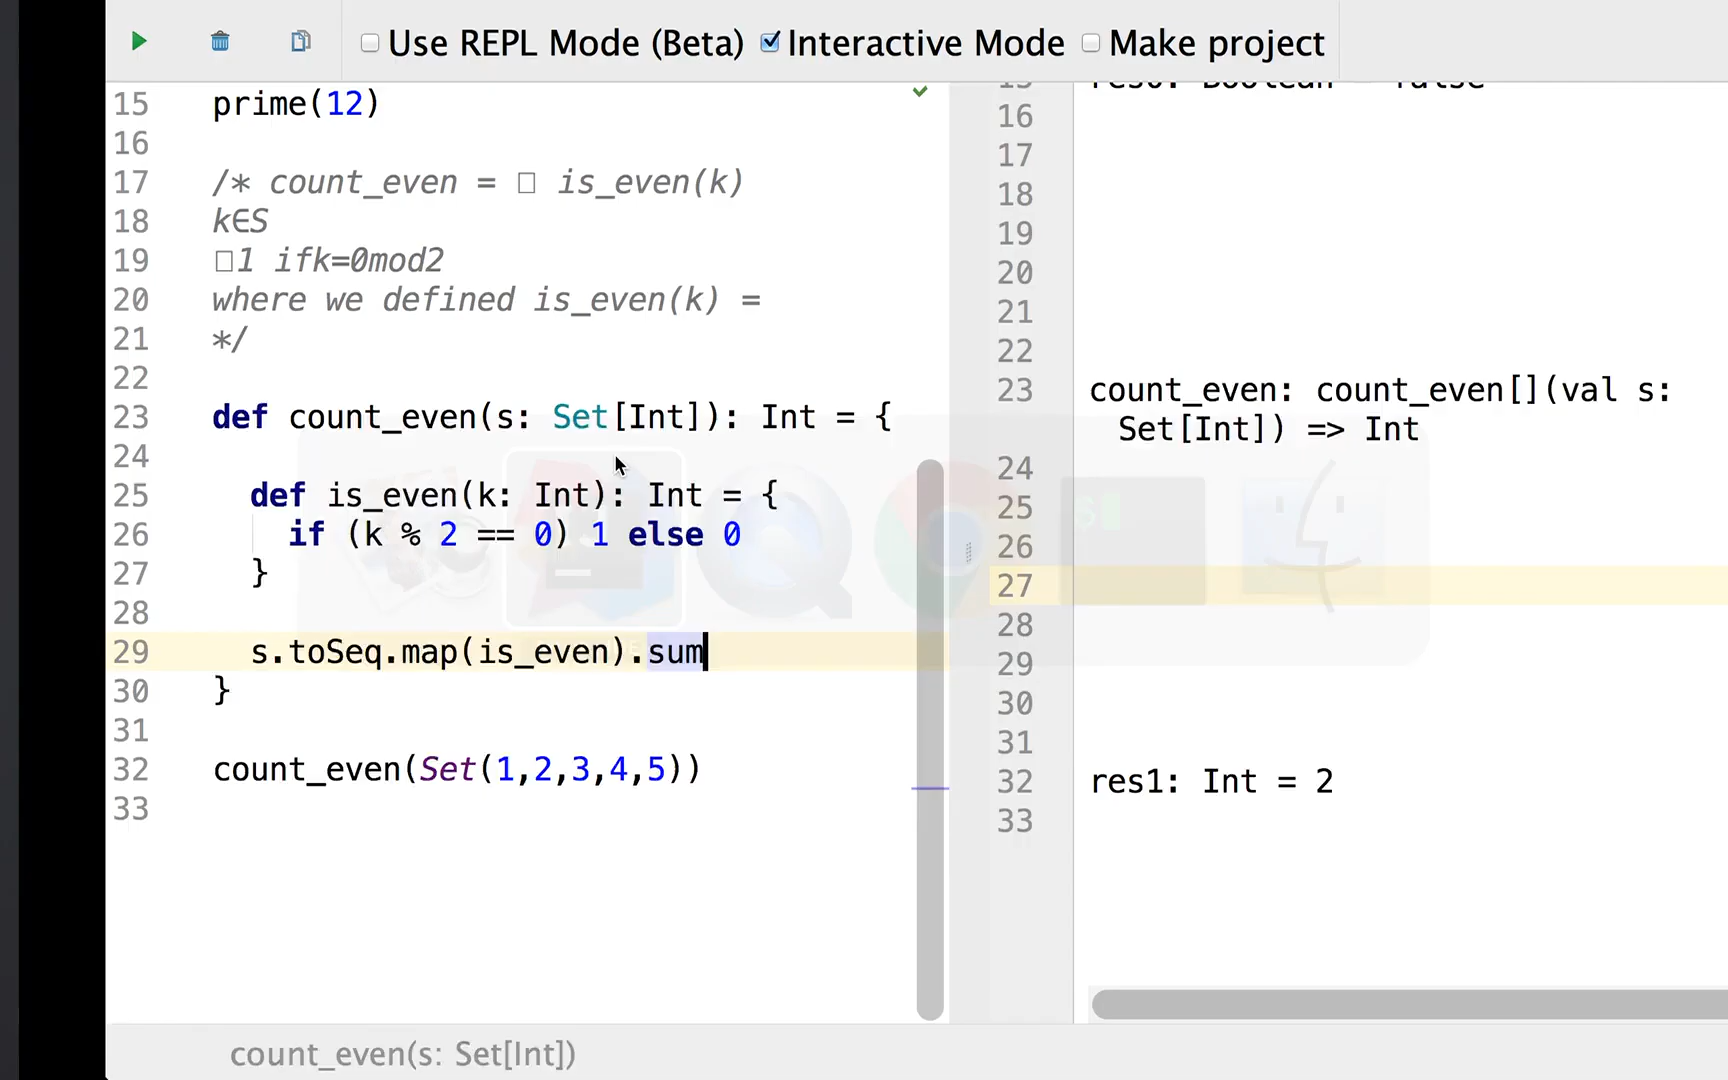 Use REPL Mode (Beta) Interactive Mode Make project
15 prime(12)
16
17 /* count_even = □ is_even(k)
18 k∈S
19 □1 ifk=0mod2
20 where we defined is_even(k) =
21 */
22
23 def count_even(s: Set[Int]): Int = {
24
25 def is_even(k: Int): Int = {
26 if (k % 2 == 0) 1 else 0
27 }
28
29 s.toSeq.map(is_even).sum
30 }
31
32 count_even(Set(1,2,3,4,5))
33
15 res0: Boolean = false
16
17
18
19
20
21
22
23 count_even: count_even[](val s:
Set[Int]) => Int
24
25
26
27
28
29
30
31
32 res1: Int = 2
33
count_even(s: Set[Int])